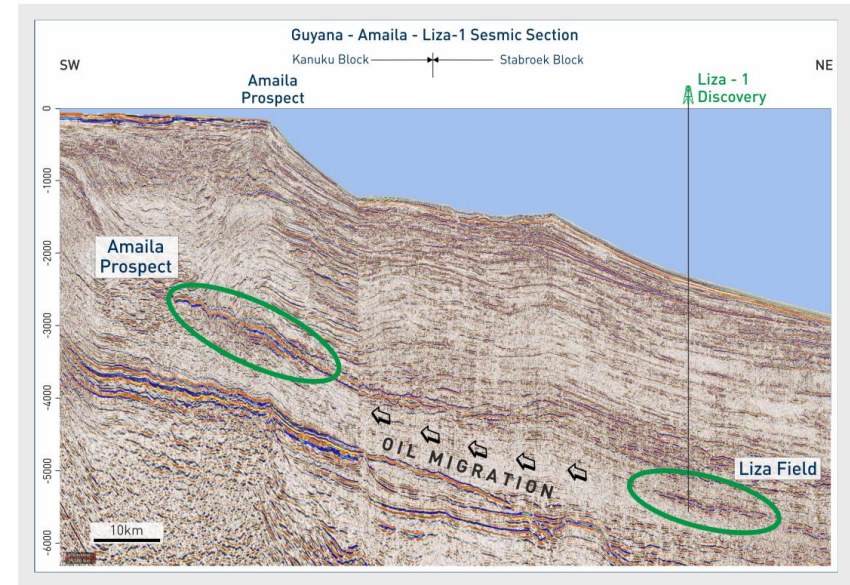 Guyana - Amaila - Liza-1 Sesmic Section
Kanuku Block
Stabroek Block
SW
NE
Amaila
Prospect
Liza - 1
Discovery
0
-1000
-2000
-3000
-4000
-5000
-6000
Amaila
Prospect
OIL MIGRATION
Liza Field
10km